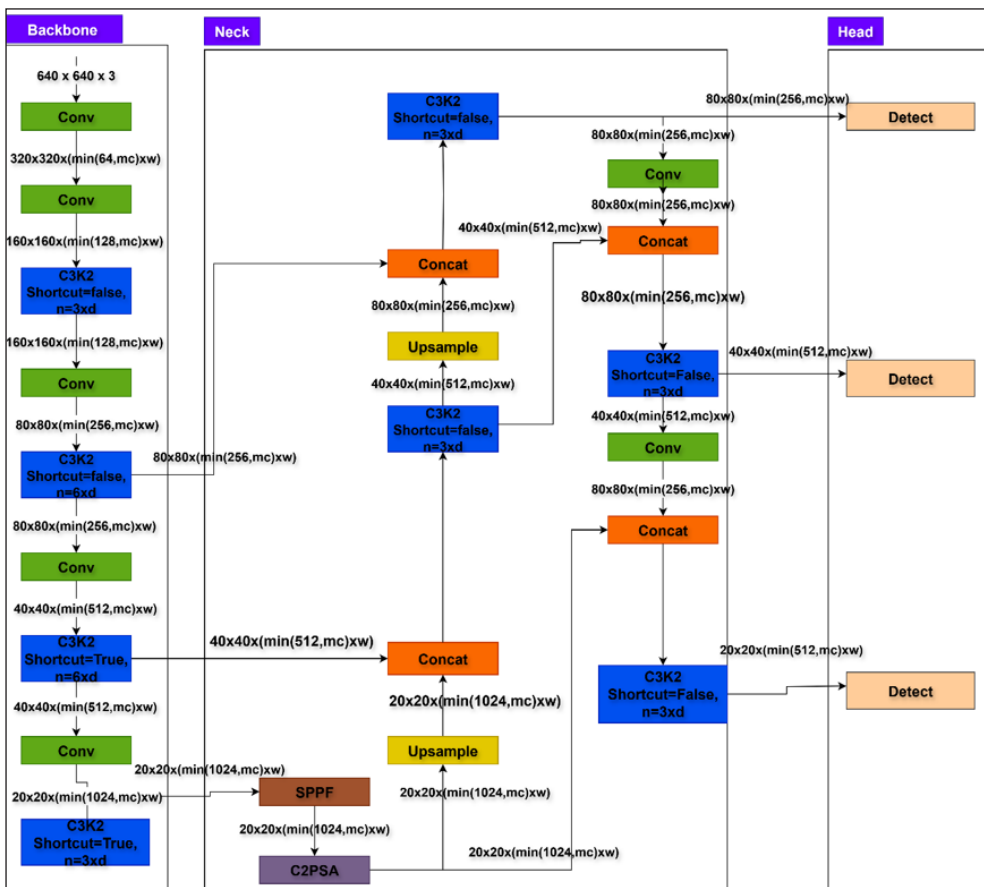 Backbone
640 x 640 x 3
Conv
320x320x(min(64,mc)xw)
Conv
160x160x(min(128,mc)xw)
C3K2
Shortcut=false,
n=3xd
160x160x(min(128,mc)xw)
Conv
80x80x(min(256,mc)xw)
C3K2
Shortcut=false,
n=6xd
80x80x(min(256,mc)xw)
Conv
40x40x(min(512,mc)xw)
C3K2
Shortcut=True,
n=6xd
40x40x(min(512,mc)xw)
Conv
20x20x(min(1024,mc)xw)
C3K2
Shortcut=True,
n=3xd
Neck
C3K2
Shortcut=false,
n=3xd
Concat
80x80x(min(256,mc)xw)
Upsample
40x40x(min(512,mc)xw)
C3K2
Shortcut=false,
n=3xd
80x80x(min(256,mc)xw)
40x40x(min(512,mc)xw)
Concat
20x20x(min(1024,mc)xw)
Upsample
20x20x(min(1024,mc)xw)
20x20x(min(1024,mc)xw)
SPPF
20x20x(min(1024,mc)xw)
C2PSA
20x20x(min(1024,mc)xw)
80x80x(min(256,mc)xw)
80x80x(min(256,mc)xw)
Conv
80x80x(min(256,mc)xw)
40x40x(min(512,mc)xw)
Concat
80x80x(min(256,mc)xw)
C3K2
Shortcut=False,
n=3xd
40x40x(min(512,mc)xw)
40x40x(min(512,mc)xw)
Conv
80x80x(min(256,mc)xw)
Concat
C3K2
Shortcut=False,
n=3xd
20x20x(min(512,mc)xw)
Head
Detect
Detect
Detect